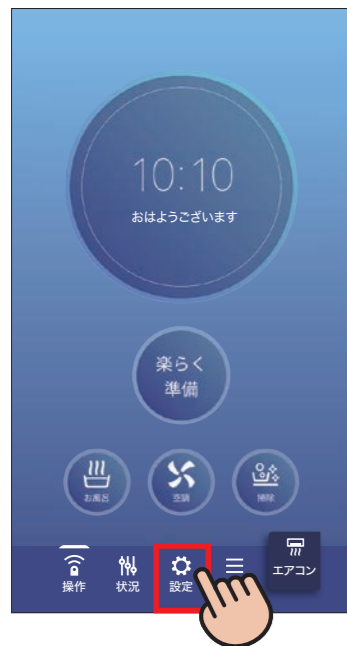 10:10
おはようございます
楽らく
準備
お風呂
空調
掃除
操作
状況
設定
エアコン